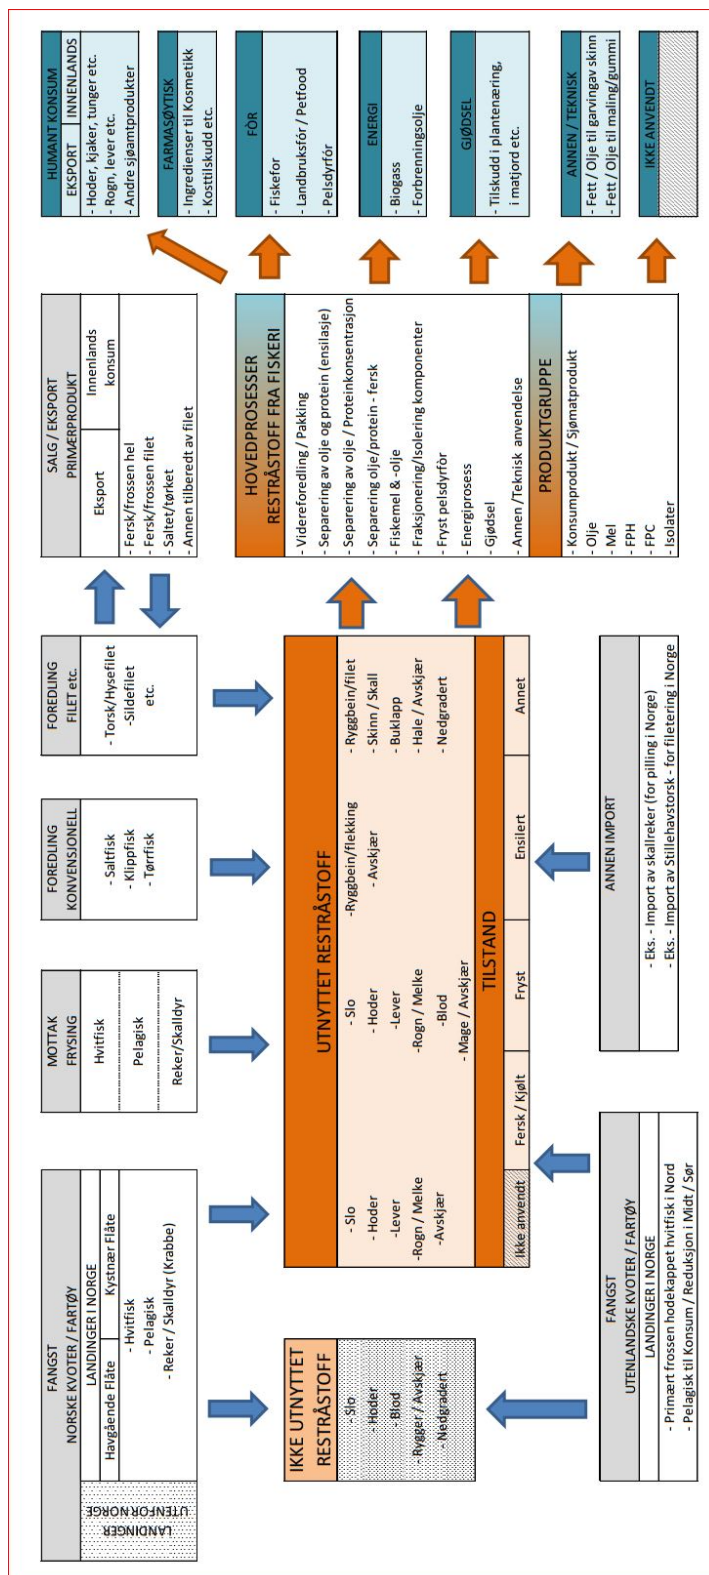 FANGST
NORSKE KVOTER / FARTØY
LANDINGER
UTENFOR NORGE
LANDINGER I NORGE
Havgående Flåte
Kystnær Flåte
- Hvitfisk
- Pelagisk
- Reker / Skalldyr (Krabbe)
MOTTAK
FRYSING
Hvitfisk
Pelagisk
Reker/Skalldyr
FOREDLING
KONVENSJONELL
- Saltfisk
- Klippfisk
- Tørrfisk
FOREDLING
FILET etc.
- Torsk/Hysefilet
-Sildefilet
etc.
SALG / EKSPORT
PRIMÆRPRODUKT
Eksport
Innenlands
konsum
- Fersk/frossen hel
- Fersk/frossen filet
- Saltet/tørket
- Annen tilberedt av filet
HUMANT KONSUM
EKSPORT
INNENLANDS
- Hoder, kjaker, tunger etc.
- Rogn, lever etc.
- Andre sjøamtprodukter
FARMASØYTISK
- Ingredienser til Kosmetikk
- Kosttilskudd etc.
FÒR
- Fiskefor
- Landbruksfór / Petfood
- Pelsdyrfór
ENERGI
- Biogass
- Forbrenningsolje
GJØDSEL
- Tilskudd i plantenæring,
i matjord etc.
ANNEN / TEKNISK
- Fett / Olje til garvingav skinn
- Fett / Olje til maling/gummi
IKKE ANVENDT
IKKE UTNYTTET
RESTRÅSTOFF
- Slo
- Hoder
- Blod
- Rygger / Avskjær
- Nedgradert
UTNYTTET RESTRÅSTOFF
- Slo
- Hoder
-Lever
-Rogn / Melke
-Avskjær
- Slo
- Hoder
-Lever
-Rogn / Melke
-Blod
- Mage / Avskjær
-Ryggbein/flekking
- Avskjær
- Ryggbein/filet
- Skinn / Skall
- Buklapp
- Hale / Avskjær
- Nedgradert
TILSTAND
Ikke anvendt
Fersk / Kjølt
Fryst
Ensilert
Annet
HOVEDPROSESSER
RESTRÅSTOFF FRA FISKERI
- Videreforedling / Pakking
- Separering av olje og protein (ensilasje)
- Separering av olje / Proteinkonsentrasjon
- Separering olje/protein - fersk
- Fiskemel & -olje
- Fraksjonering/Isolering komponenter
- Fryst pelsdyrfòr
- Energiprosess
- Gjødsel
- Annen /Teknisk anvendelse
PRODUKTGRUPPE
- Konsumprodukt / Sjømatprodukt
- Olje
- Mel
- FPH
- FPC
- Isolater
FANGST
UTENLANDSKE KVOTER / FARTØY
LANDINGER I NORGE
- Primært frossen hodekappet hvitfisk i Nord
- Pelagisk til Konsum / Reduksjon i Midt / Sør
ANNEN IMPORT
- Eks. - Import av skallreker (for pilling i Norge)
- Eks. - Import av Stillehavstorsk - for filetering i Norge